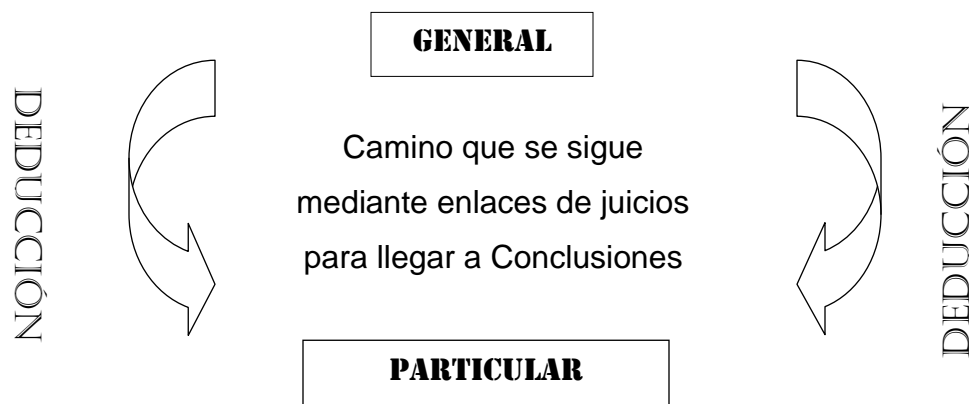 GENERAL
DEDUCCIÓN
Camino que se sigue
mediante enlaces de juicios
para llegar a Conclusiones
DEDUCCIÓN
PARTICULAR